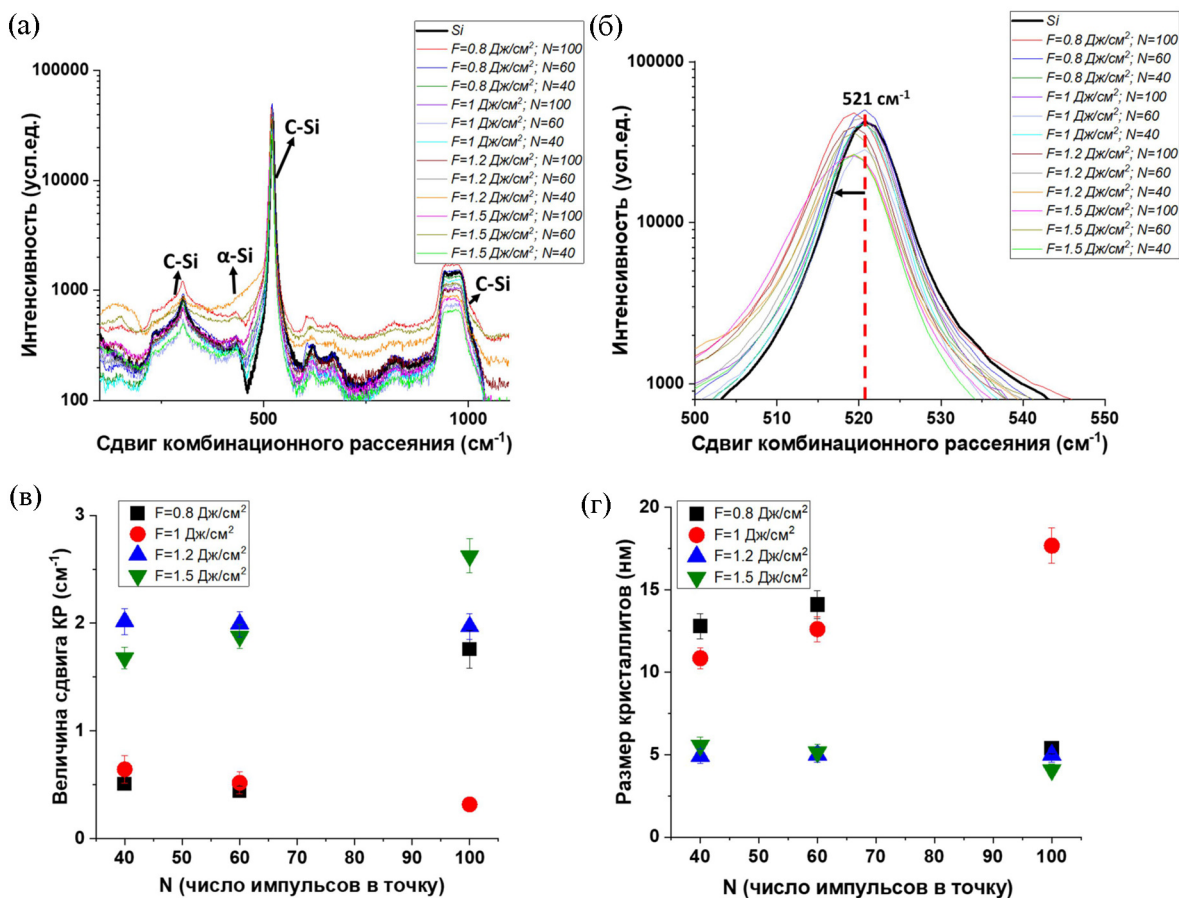 (а)
Si
F=0.8 Дж/см²; N=100
F=0.8 Дж/см²; N=60
F=0.8 Дж/см²; N=40
F=1 Дж/см²; N=100
F=1 Дж/см²; N=60
F=1 Дж/см²; N=40
F=1.2 Дж/см²; N=100
F=1.2 Дж/см²; N=60
F=1.2 Дж/см²; N=40
F=1.5 Дж/см²; N=100
F=1.5 Дж/см²; N=60
F=1.5 Дж/см²; N=40
100000
10000
1000
100
Интенсивность (усл.ед.)
C-Si
C-Si
α-Si
C-Si
500
1000
Сдвиг комбинационного рассеяния (см⁻¹)
(б)
Si
F=0.8 Дж/см²; N=100
F=0.8 Дж/см²; N=60
F=0.8 Дж/см²; N=40
F=1 Дж/см²; N=100
F=1 Дж/см²; N=60
F=1 Дж/см²; N=40
F=1.2 Дж/см²; N=100
F=1.2 Дж/см²; N=60
F=1.2 Дж/см²; N=40
F=1.5 Дж/см²; N=100
F=1.5 Дж/см²; N=60
F=1.5 Дж/см²; N=40
521 см⁻¹
100000
10000
1000
Интенсивность (усл.ед.)
500 510 520 530 540 550
Сдвиг комбинационного рассеяния (см⁻¹)
(в)
F=0.8 Дж/см²
F=1 Дж/см²
F=1.2 Дж/см²
F=1.5 Дж/см²
3
2
1
0
Величина сдвига КР (см⁻¹)
40 50 60 70 80 90 100
N (число импульсов в точку)
(г)
F=0.8 Дж/см²
F=1 Дж/см²
F=1.2 Дж/см²
F=1.5 Дж/см²
20
15
10
5
0
Размер кристаллитов (нм)
40 50 60 70 80 90 100
N (число импульсов в точку)